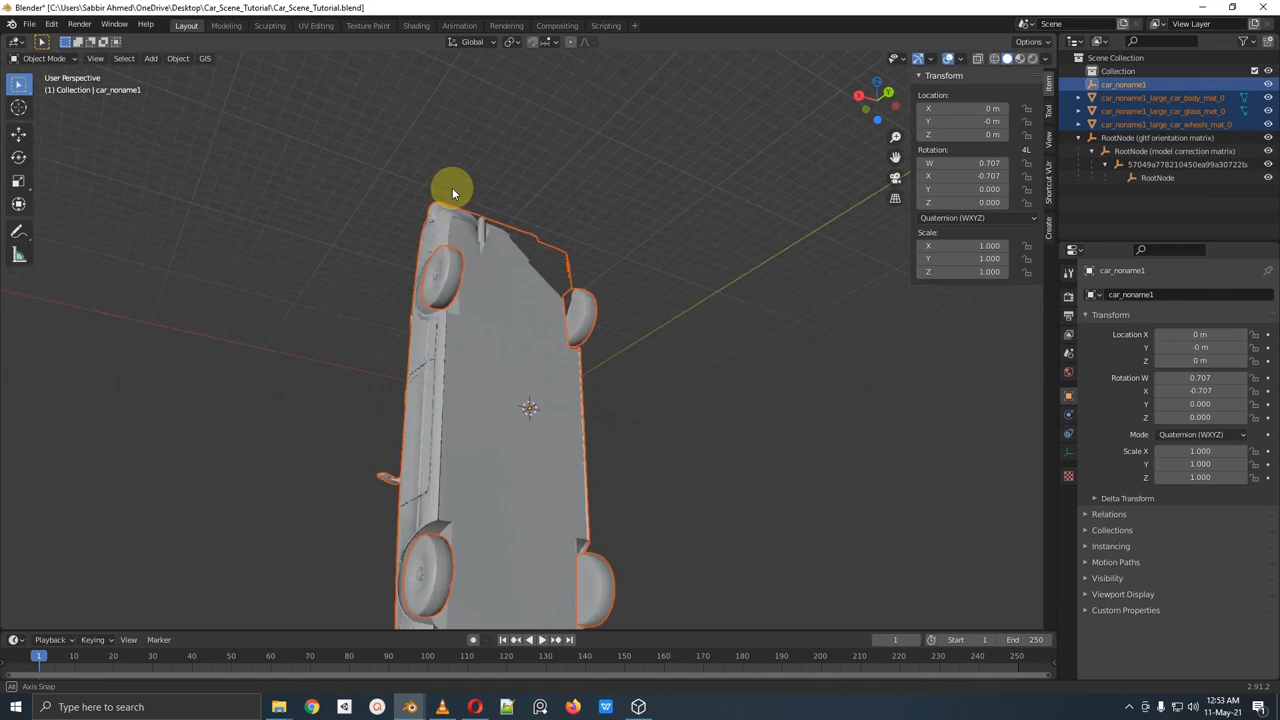 Blender* [C:\Users\Sabbir Ahmed\OneDrive\Desktop\Car_Scene_Tutorial\Car_Scene_Tutorial.blend]
File Edit Render Window Help Layout Modeling Sculpting UV Editing Texture Paint Shading Animation Rendering Compositing Scripting + Scene View Layer
Global Options
Object Mode View Select Add Object GIS
User Perspective
(1) Collection | car_noname1
Transform
Location:
X 0 m
Y -0 m
Z 0 m
Rotation: 4L
W 0.707
X -0.707
Y 0.000
Z 0.000
Quaternion (WXYZ)
Scale:
X 1.000
Y 1.000
Z 1.000
Item
Tool
View
Shortcut VUr
Create
X Y Z
Scene Collection
Collection
car_noname1
car_noname1_large_car_body_mat_0
car_noname1_large_car_glass_mat_0
car_noname1_large_car_wheels_mat_0
RootNode (gltf orientation matrix)
RootNode (model correction matrix)
57049a778210450ea99a30722b
RootNode
car_noname1
car_noname1
Transform
Location X 0 m
Y -0 m
Z 0 m
Rotation W 0.707
X -0.707
Y 0.000
Z 0.000
Mode Quaternion (WXYZ)
Scale X 1.000
Y 1.000
Z 1.000
Delta Transform
Relations
Collections
Instancing
Motion Paths
Visibility
Viewport Display
Custom Properties
Playback Keying View Marker 1 Start 1 End 250
1 10 20 30 40 50 60 70 80 90 100 110 120 130 140 150 160 170 180 190 200 210 220 230 240 250
Axis Snap 2.91.2
Type here to search
12:53 AM
11-May-21